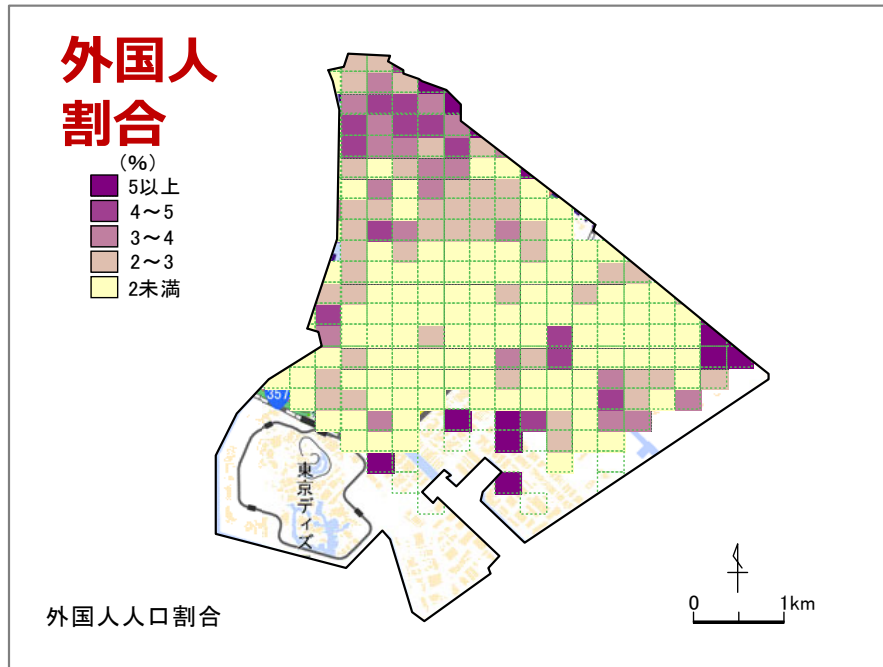 外国人
割合
(%)
5以上
4～5
3～4
2～3
2未満
357
東京ディズ
外国人人口割合
0 1km